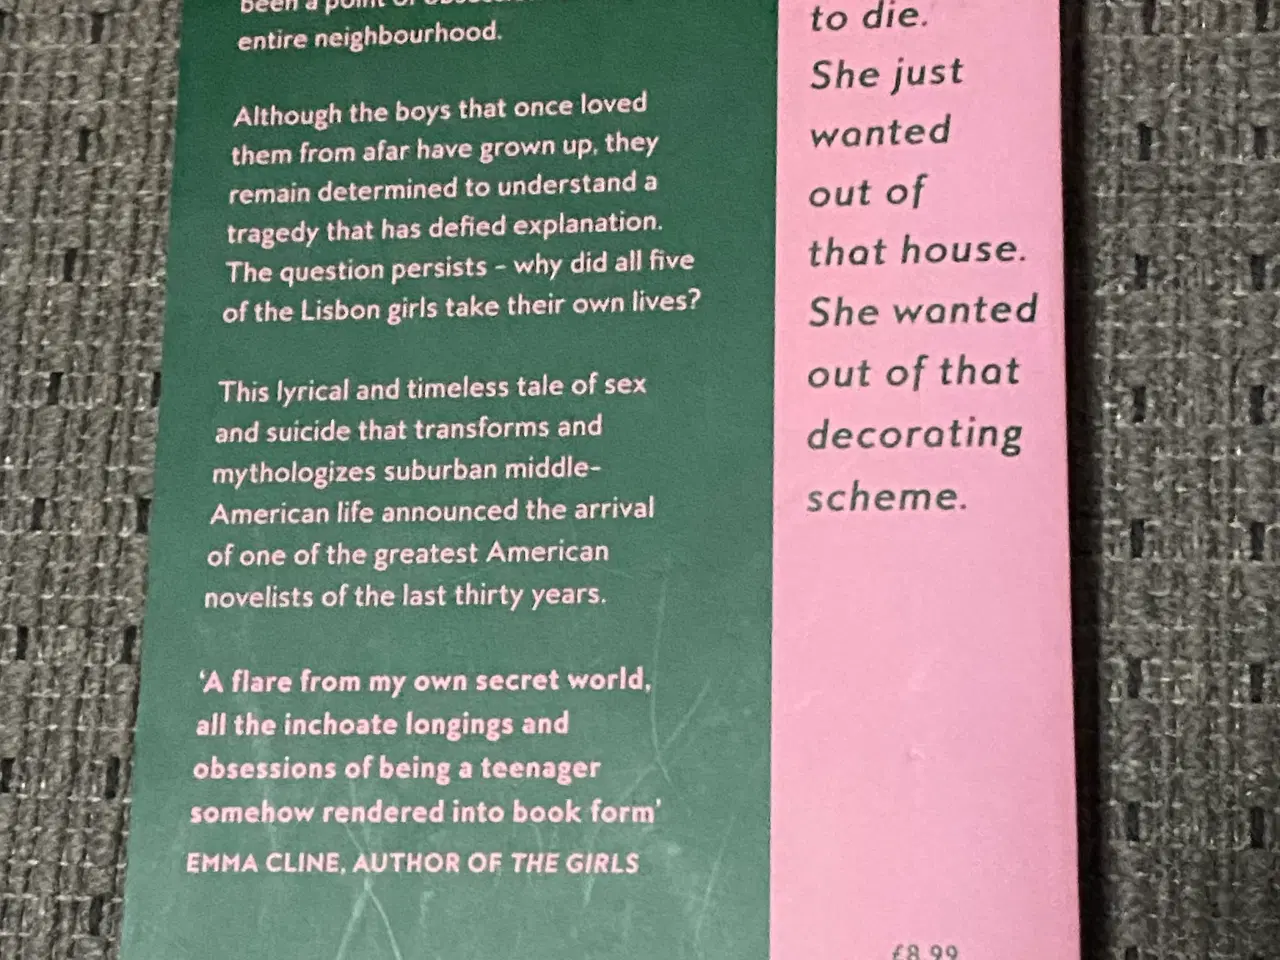 been a point of
entire neighbourhood.
Although the boys that once loved
them from afar have grown up, they
remain determined to understand a
tragedy that has defied explanation.
The question persists – why did all five
of the Lisbon girls take their own lives?
This lyrical and timeless tale of sex
and suicide that transforms and
mythologizes suburban middle-
American life announced the arrival
of one of the greatest American
novelists of the last thirty years.
‘A flare from my own secret world,
all the inchoate longings and
obsessions of being a teenager
somehow rendered into book form’
EMMA CLINE, AUTHOR OF THE GIRLS
to die.
She just
wanted
out of
that house.
She wanted
out of that
decorating
scheme.
£8.99